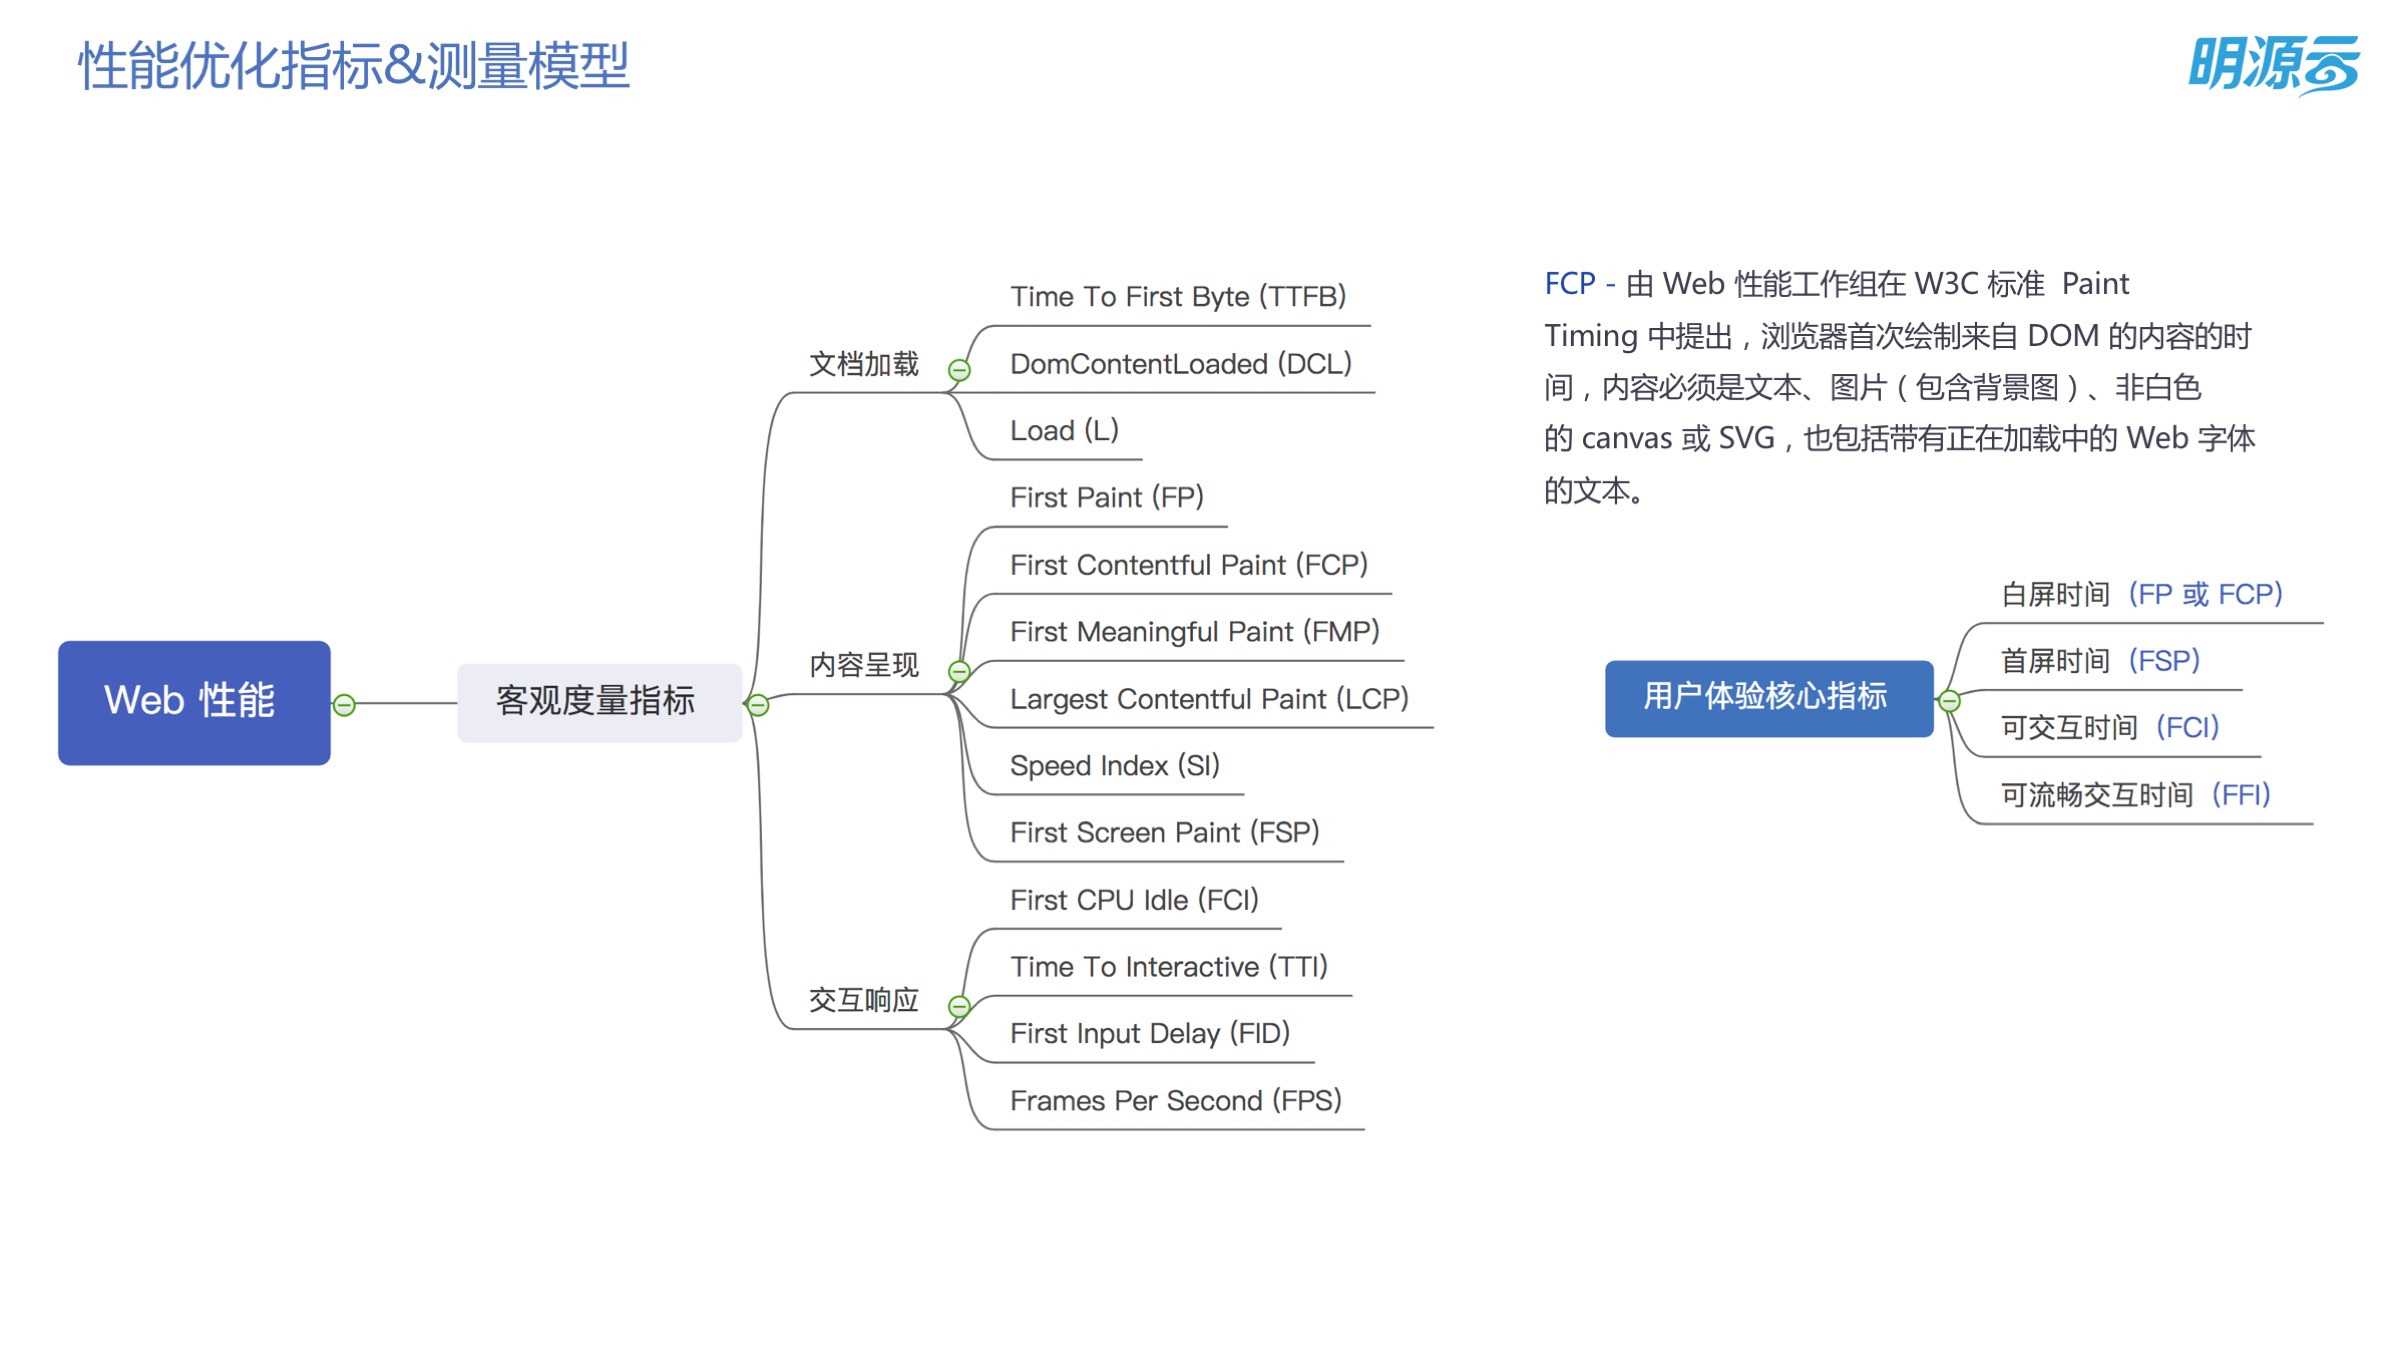 性能优化指标&测量模型
明源云
Time To First Byte (TTFB)
文档加载
DomContentLoaded (DCL)
Load (L)
First Paint (FP)
First Contentful Paint (FCP)
First Meaningful Paint (FMP)
内容呈现
Largest Contentful Paint (LCP)
Web 性能
客观度量指标
Speed Index (SI)
First Screen Paint (FSP)
First CPU Idle (FCI)
Time To Interactive (TTI)
交互响应
First Input Delay (FID)
Frames Per Second (FPS)
FCP - 由 Web 性能工作组在 W3C 标准 Paint
Timing 中提出，浏览器首次绘制来自 DOM 的内容的时
间，内容必须是文本、图片（包含背景图）、非白色
的 canvas 或 SVG，也包括带有正在加载中的 Web 字体
的文本。
白屏时间（FP 或 FCP）
首屏时间（FSP）
用户体验核心指标
可交互时间（FCI）
可流畅交互时间（FFI）